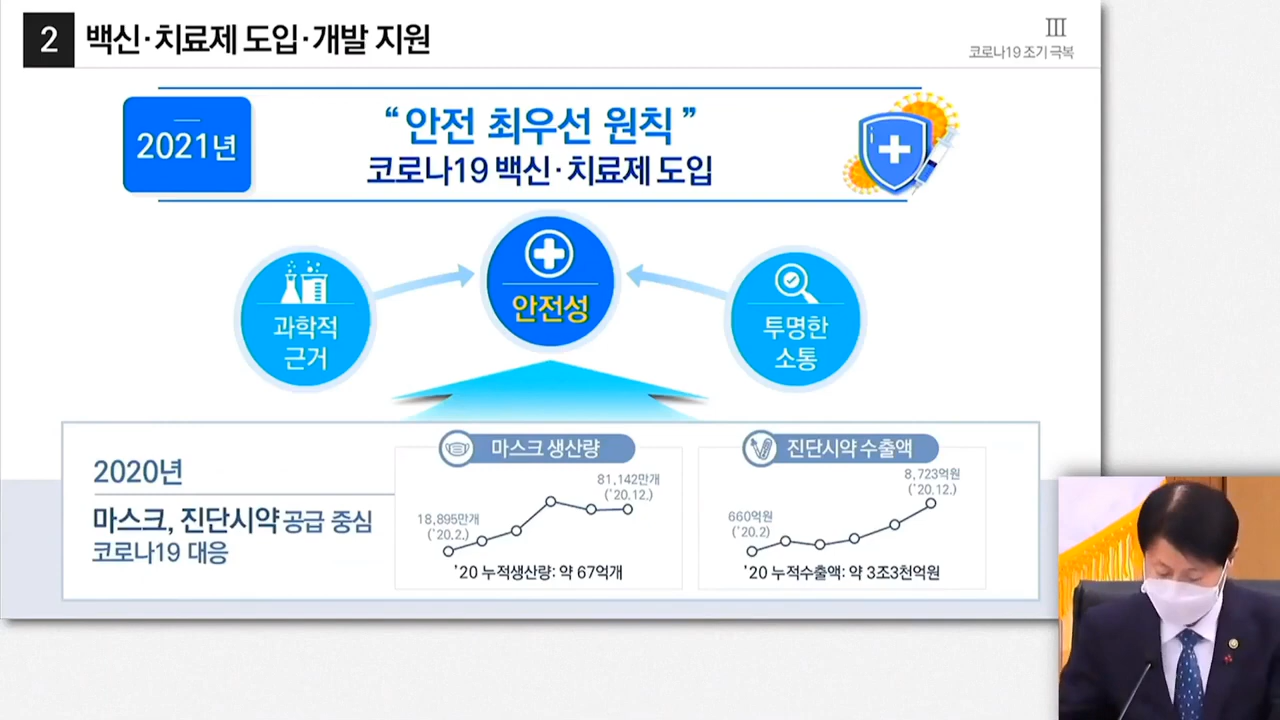 2 백신·치료제 도입·개발 지원
Ⅲ
코로나19 조기 극복
2021년
“안전 최우선 원칙”
코로나19 백신·치료제 도입
과학적
근거
안전성
투명한
소통
2020년
마스크, 진단시약 공급 중심
코로나19 대응
마스크 생산량
18,895만개
('20.2.)
81,142만개
('20.12.)
'20 누적생산량: 약 67억개
진단시약 수출액
660억원
('20.2)
8,723억원
('20.12.)
'20 누적수출액: 약 3조3천억원